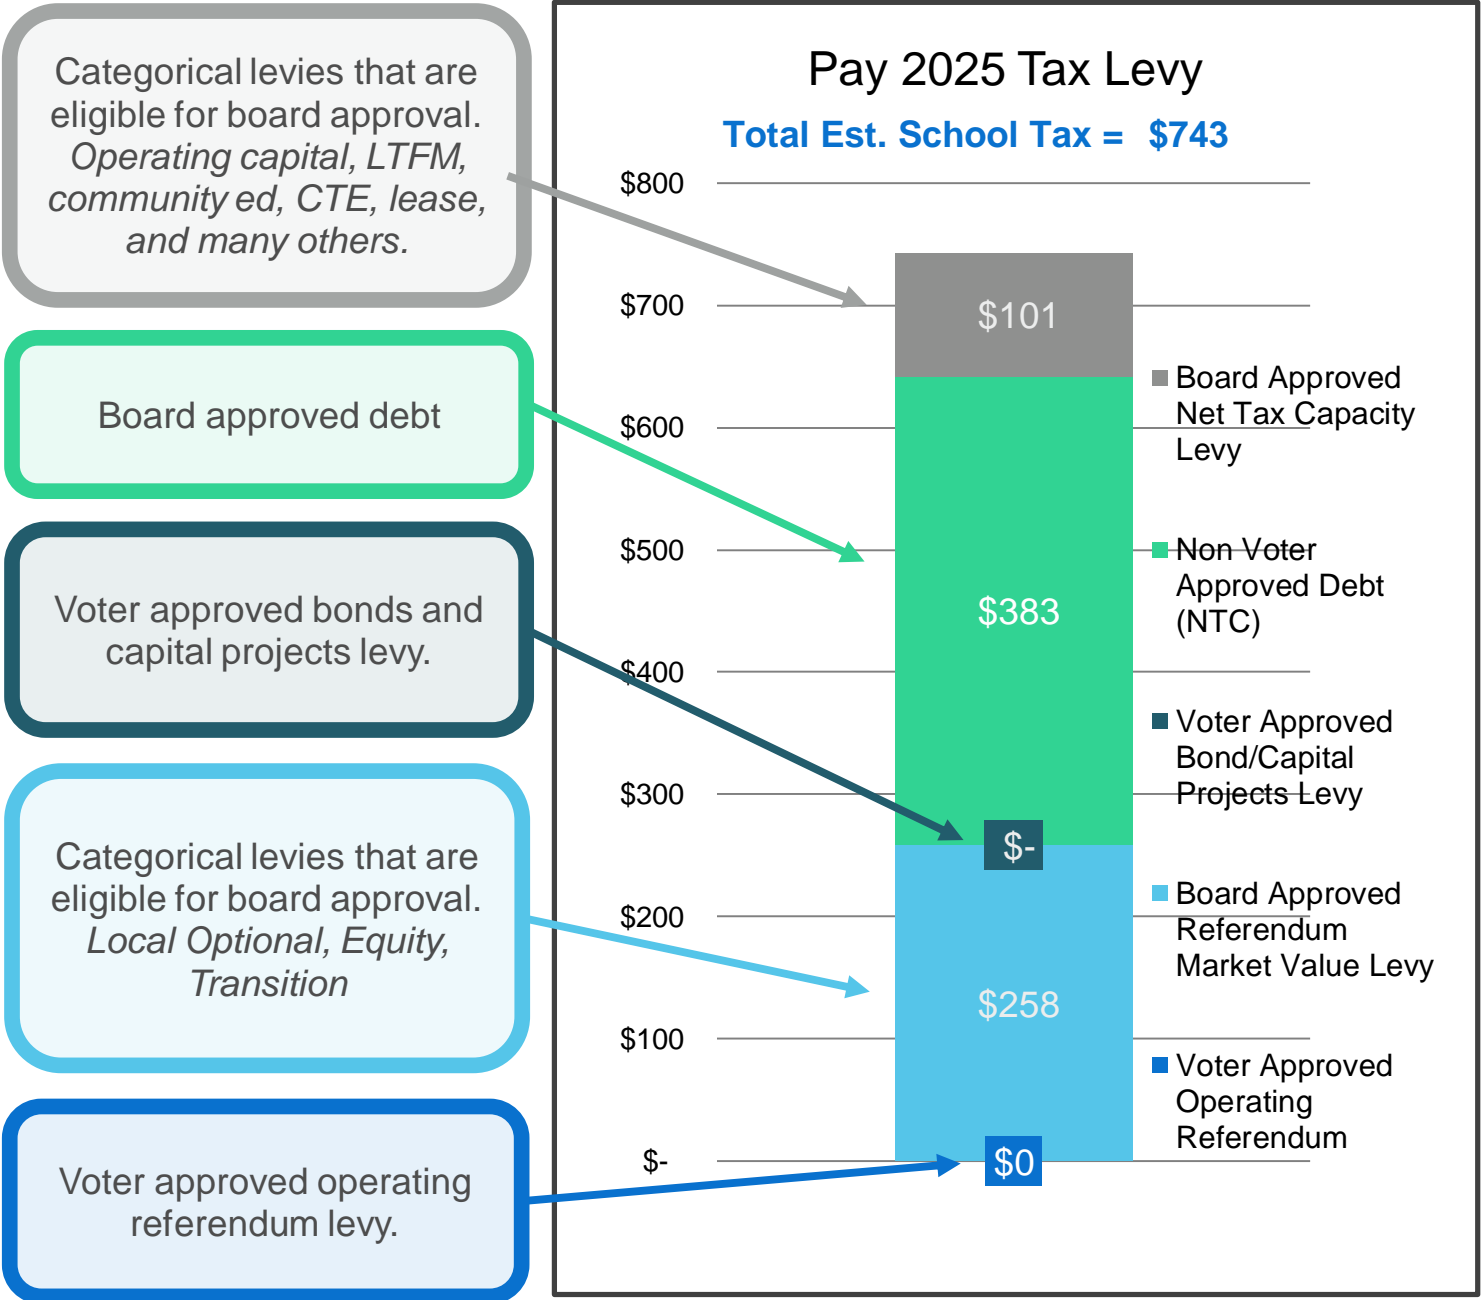 Categorical levies that are
eligible for board approval.
Operating capital, LTFM,
community ed, CTE, lease,
and many others.
Board approved debt
Voter approved bonds and
capital projects levy.
Categorical levies that are
eligible for board approval.
Local Optional, Equity,
Transition
Voter approved operating
referendum levy.
Pay 2025 Tax Levy
Total Est. School Tax = $743
$800
$700
$600
$500
$400
$300
$200
$100
$-
$101
$383
$-
$258
$0
Board Approved
Net Tax Capacity
Levy
Non Voter
Approved Debt
(NTC)
Voter Approved
Bond/Capital
Projects Levy
Board Approved
Referendum
Market Value Levy
Voter Approved
Operating
Referendum